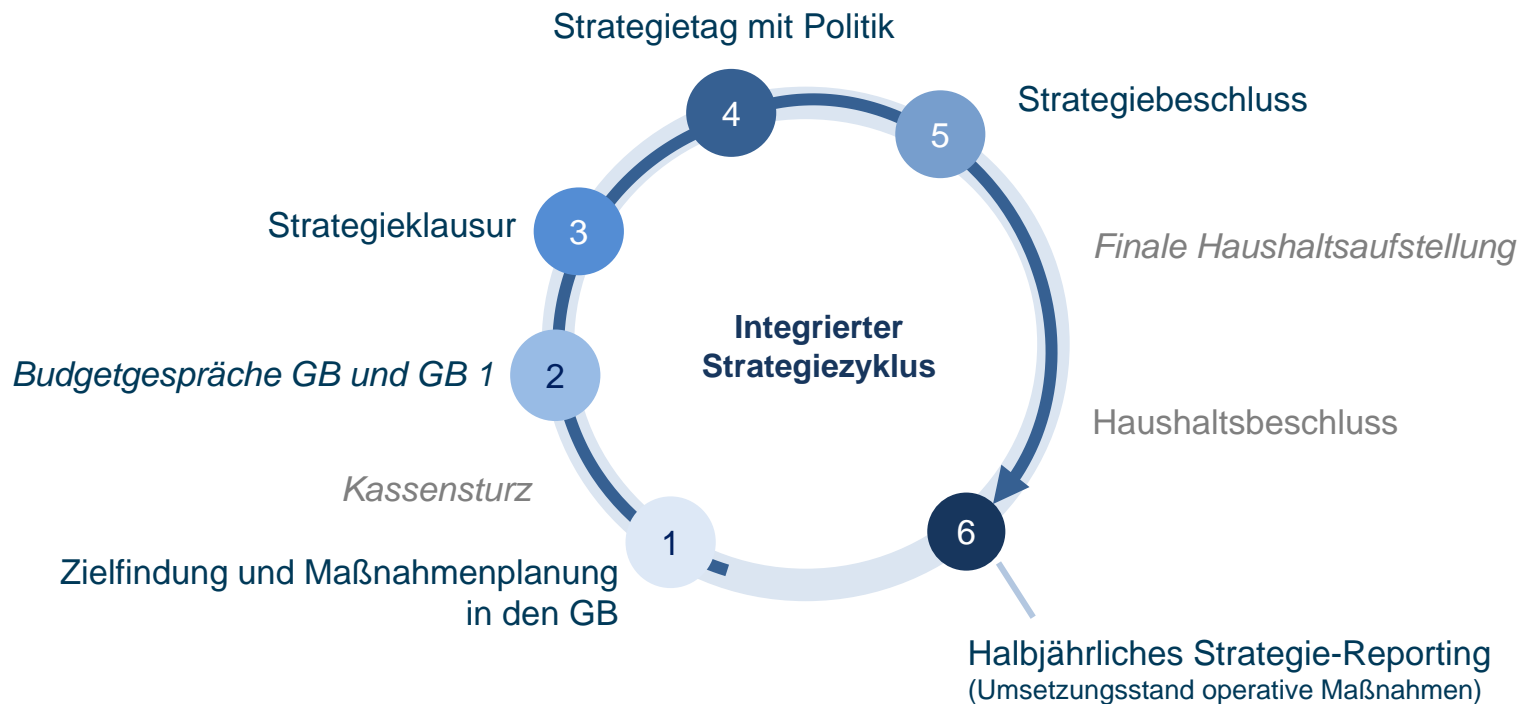 Strategietag mit Politik
4
5
Strategiebeschluss
Strategieklausur
3
Finale Haushaltsaufstellung
Integrierter
Strategiezyklus
Budgetgespräche GB und GB 1
2
Haushaltsbeschluss
Kassensturz
1
6
Zielfindung und Maßnahmenplanung
in den GB
Halbjährliches Strategie-Reporting
(Umsetzungsstand operative Maßnahmen)